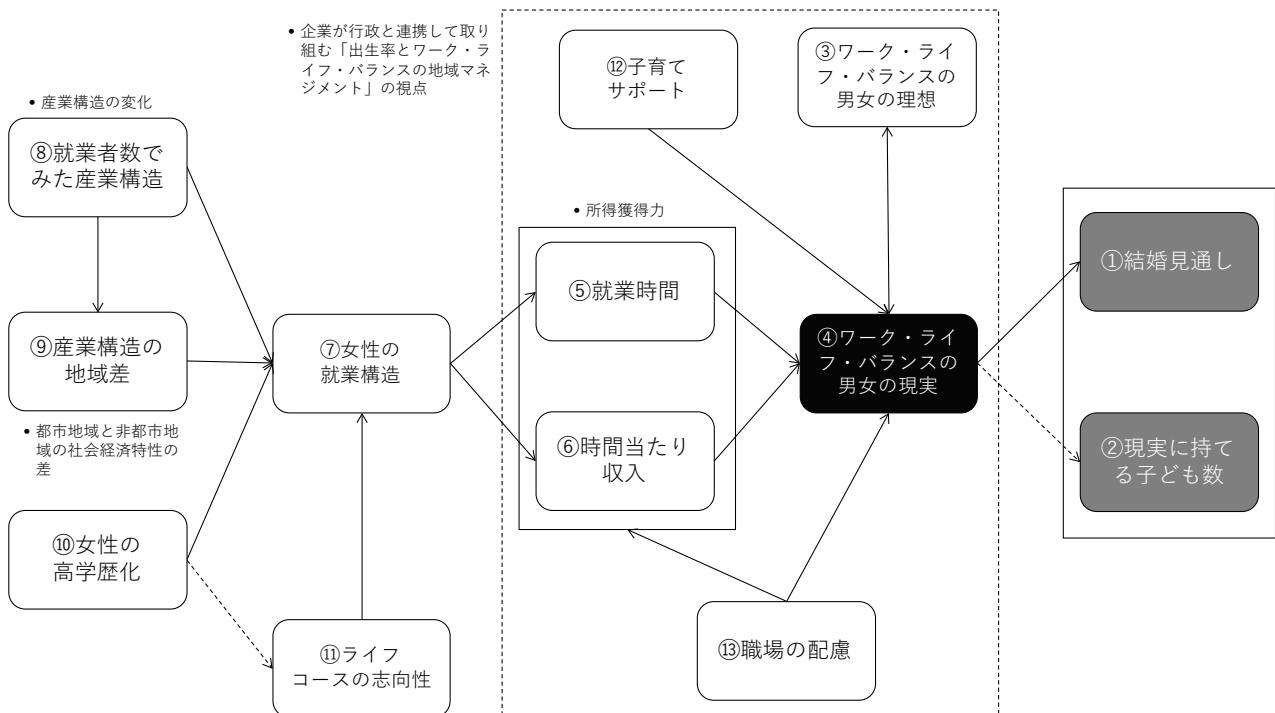 • 企業が行政と連携して取り
組む「出生率とワーク・ラ
イフ・バランスの地域マネ
ジメント」の視点
⑫子育て
サポート
③ワーク・ライ
フ・バランスの
男女の理想
• 産業構造の変化
⑧就業者数で
みた産業構造
• 所得獲得力
⑤就業時間
①結婚見通し
⑨産業構造の
地域差
⑦女性の
就業構造
④ワーク・ライ
フ・バランスの
男女の現実
• 都市地域と非都市地
域の社会経済特性の
差
⑥時間当たり
収入
②現実に持て
る子ども数
⑩女性の
高学歴化
⑪ライフ
コースの志向性
⑬職場の配慮